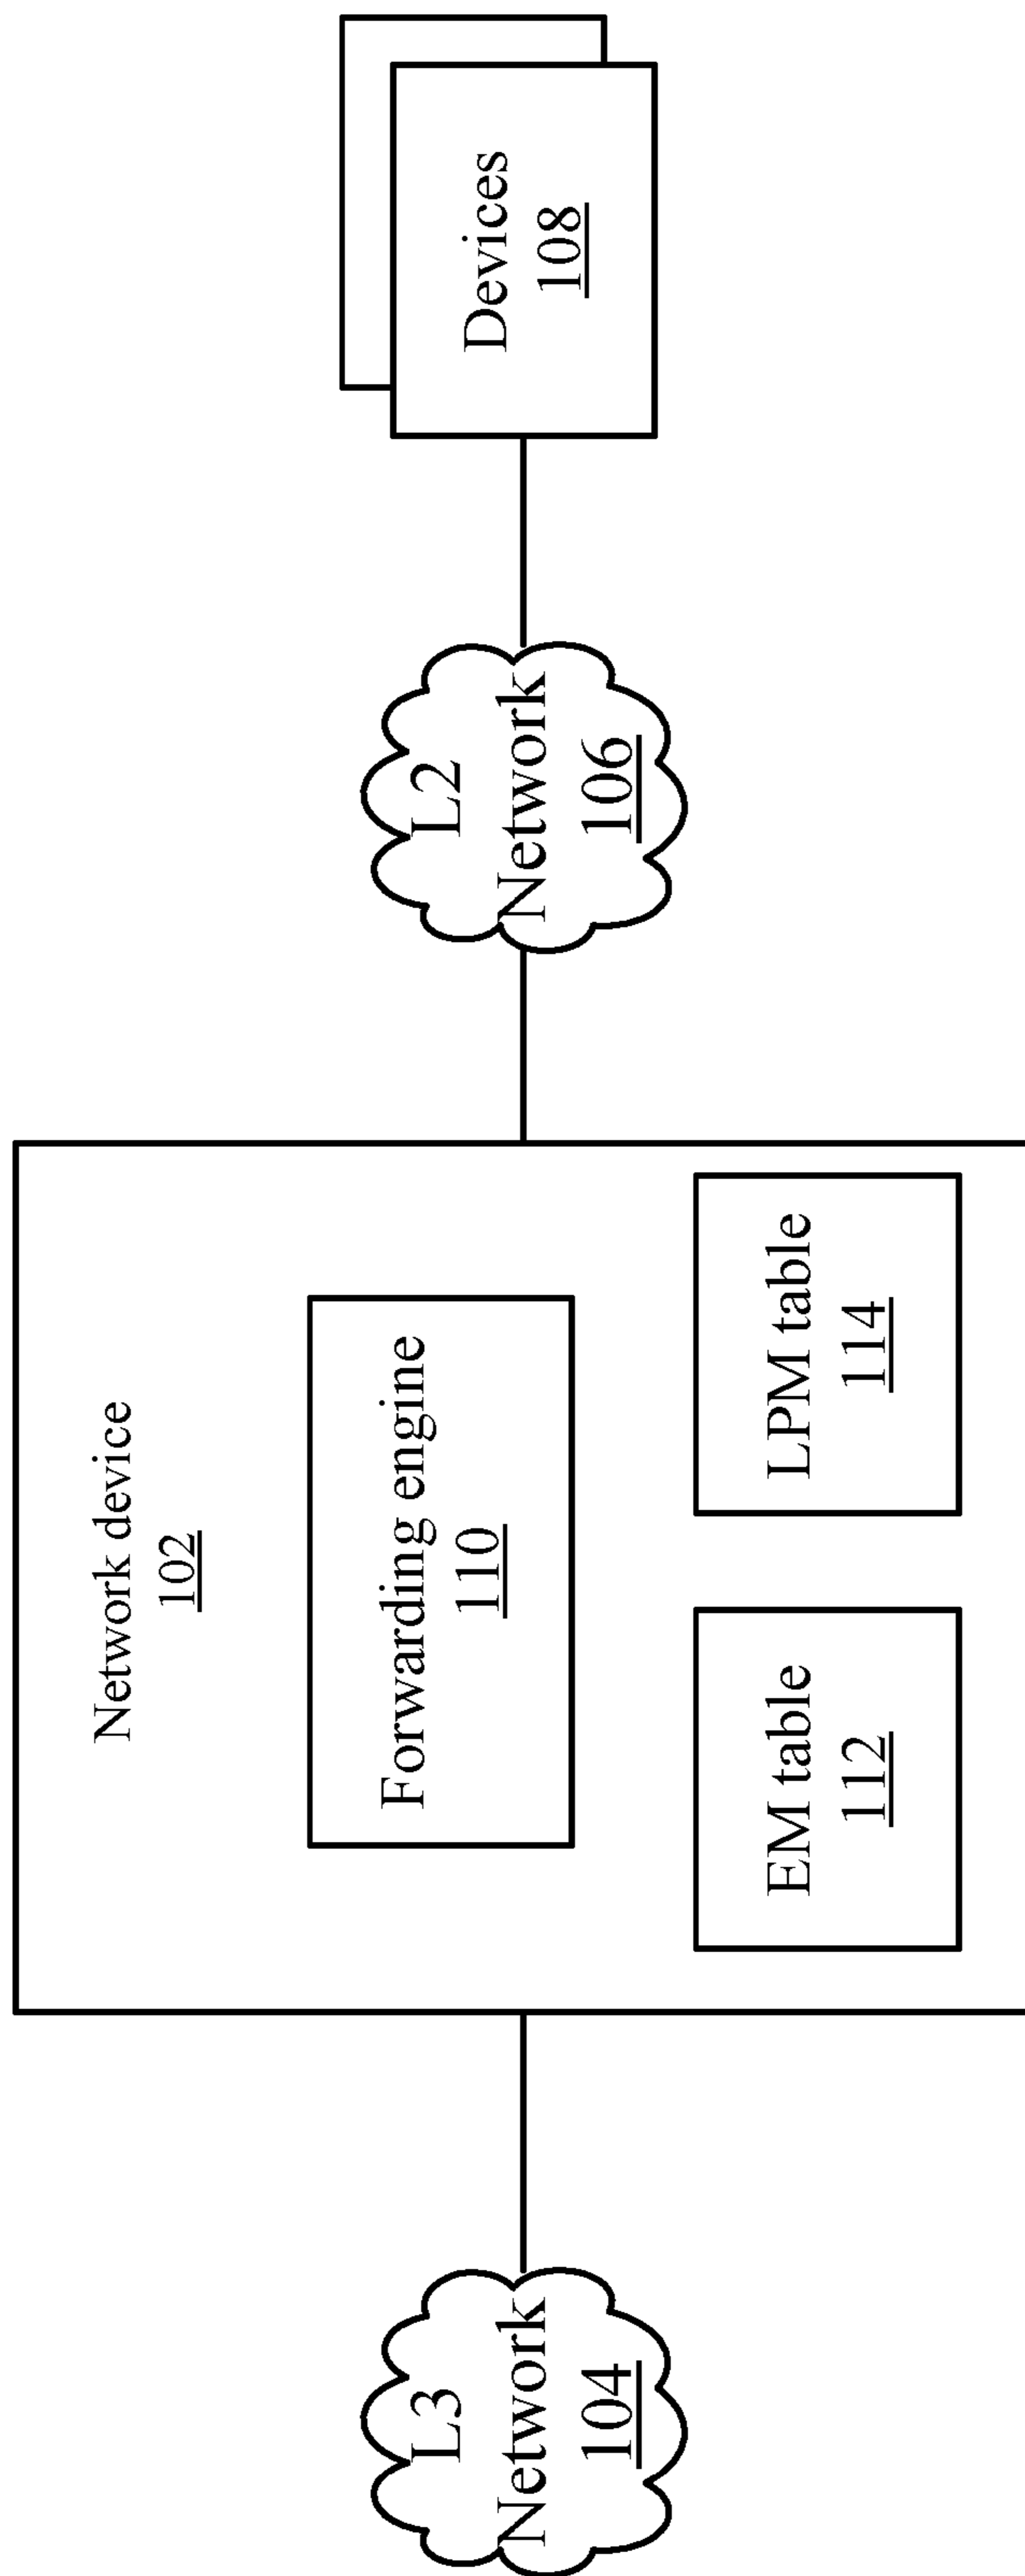 L3
Network
104
Network device
102
Forwarding engine
110
EM table
112
LPM table
114
L2
Network
106
Devices
108